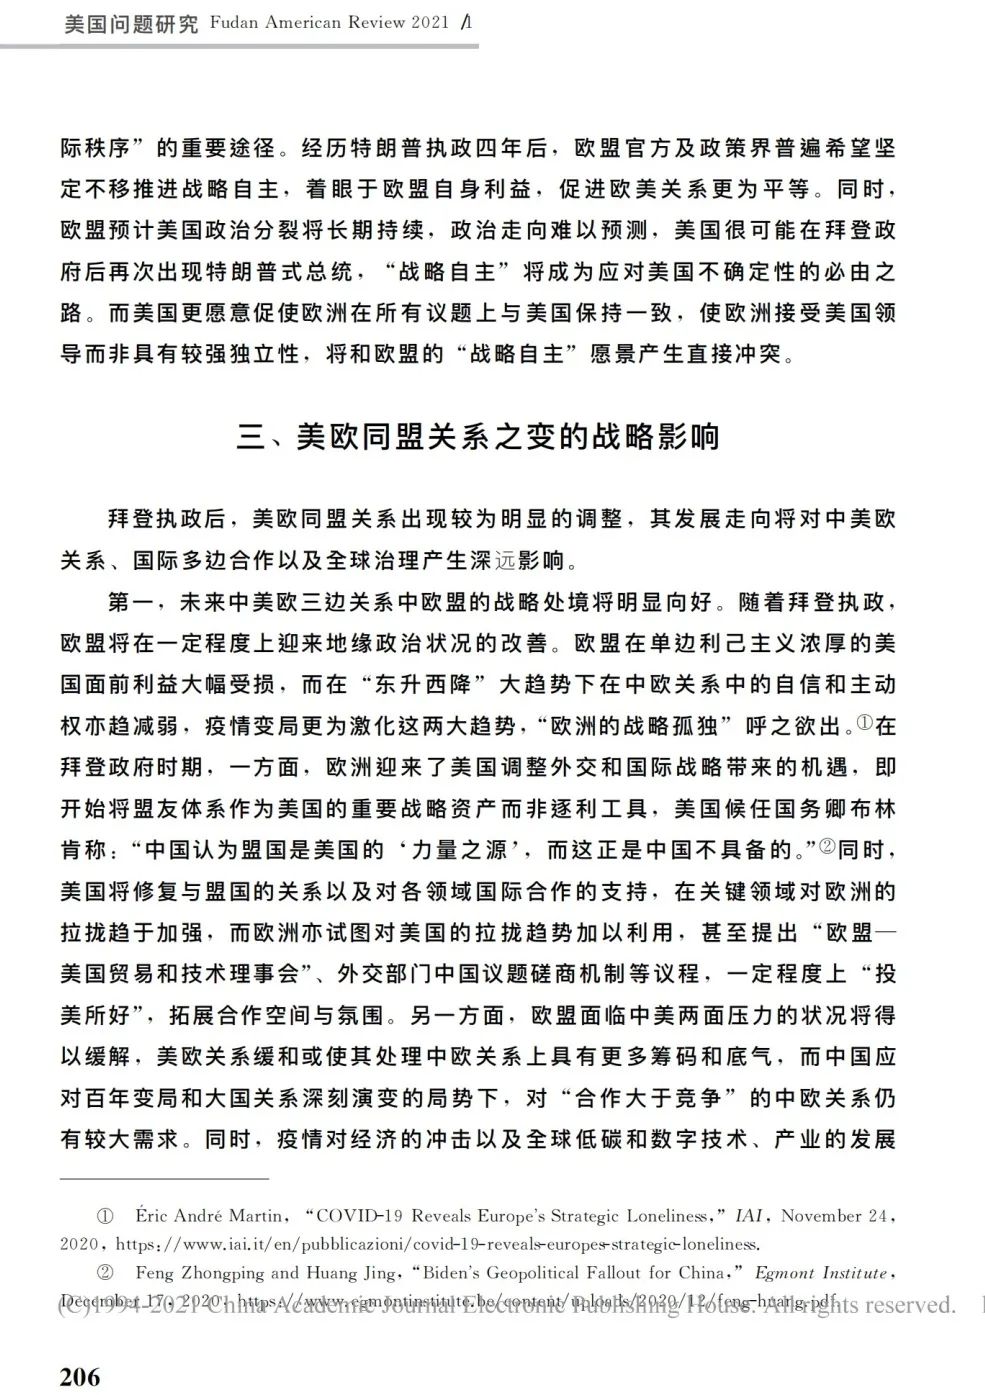 美国问题研究 Fudan American Review 2021 /1
际秩序”的重要途径。经历特朗普执政四年后，欧盟官方及政策界普遍希望坚
定不移推进战略自主，着眼于欧盟自身利益，促进欧美关系更为平等。同时，
欧盟预计美国政治分裂将长期持续，政治走向难以预测，美国很可能在拜登政
府后再次出现特朗普式总统，“战略自主”将成为应对美国不确定性的必由之
路。而美国更愿意促使欧洲在所有议题上与美国保持一致，使欧洲接受美国领
导而非具有较强独立性，将和欧盟的“战略自主”愿景产生直接冲突。
三、美欧同盟关系之变的战略影响
拜登执政后，美欧同盟关系出现较为明显的调整，其发展走向将对中美欧
关系、国际多边合作以及全球治理产生深远影响。
第一，未来中美欧三边关系中欧盟的战略处境将明显向好。随着拜登执政，
欧盟将在一定程度上迎来地缘政治状况的改善。欧盟在单边利己主义浓厚的美
国面前利益大幅受损，而在“东升西降”大趋势下在中欧关系中的自信和主动
权亦趋减弱，疫情变局更为激化这两大趋势，“欧洲的战略孤独”呼之欲出。①在
拜登政府时期，一方面，欧洲迎来了美国调整外交和国际战略带来的机遇，即
开始将盟友体系作为美国的重要战略资产而非逐利工具，美国候任国务卿布林
肯称：“中国认为盟国是美国的‘力量之源’，而这正是中国不具备的。”②同时，
美国将修复与盟国的关系以及对各领域国际合作的支持，在关键领域对欧洲的
拉拢趋于加强，而欧洲亦试图对美国的拉拢趋势加以利用，甚至提出“欧盟—
美国贸易和技术理事会”、外交部门中国议题磋商机制等议程，一定程度上“投
美所好”，拓展合作空间与氛围。另一方面，欧盟面临中美两面压力的状况将得
以缓解，美欧关系缓和或使其处理中欧关系上具有更多筹码和底气，而中国应
对百年变局和大国关系深刻演变的局势下，对“合作大于竞争”的中欧关系仍
有较大需求。同时，疫情对经济的冲击以及全球低碳和数字技术、产业的发展
① Éric André Martin, “COVID-19 Reveals Europe's Strategic Loneliness,” IAI, November 24,
2020, https://www.iai.it/en/pubblicazioni/covid-19-reveals-europes-strategic-loneliness.
② Feng Zhongping and Huang Jing, “Biden's Geopolitical Fallout for China,” Egmont Institute,
December 17, 2020, https://www.egmontinstitute.be/content/uploads/2020/12/feng-huang.pdf.
(C)1994-2021 China Academic Journal Electronic Publishing House. All rights reserved.
206